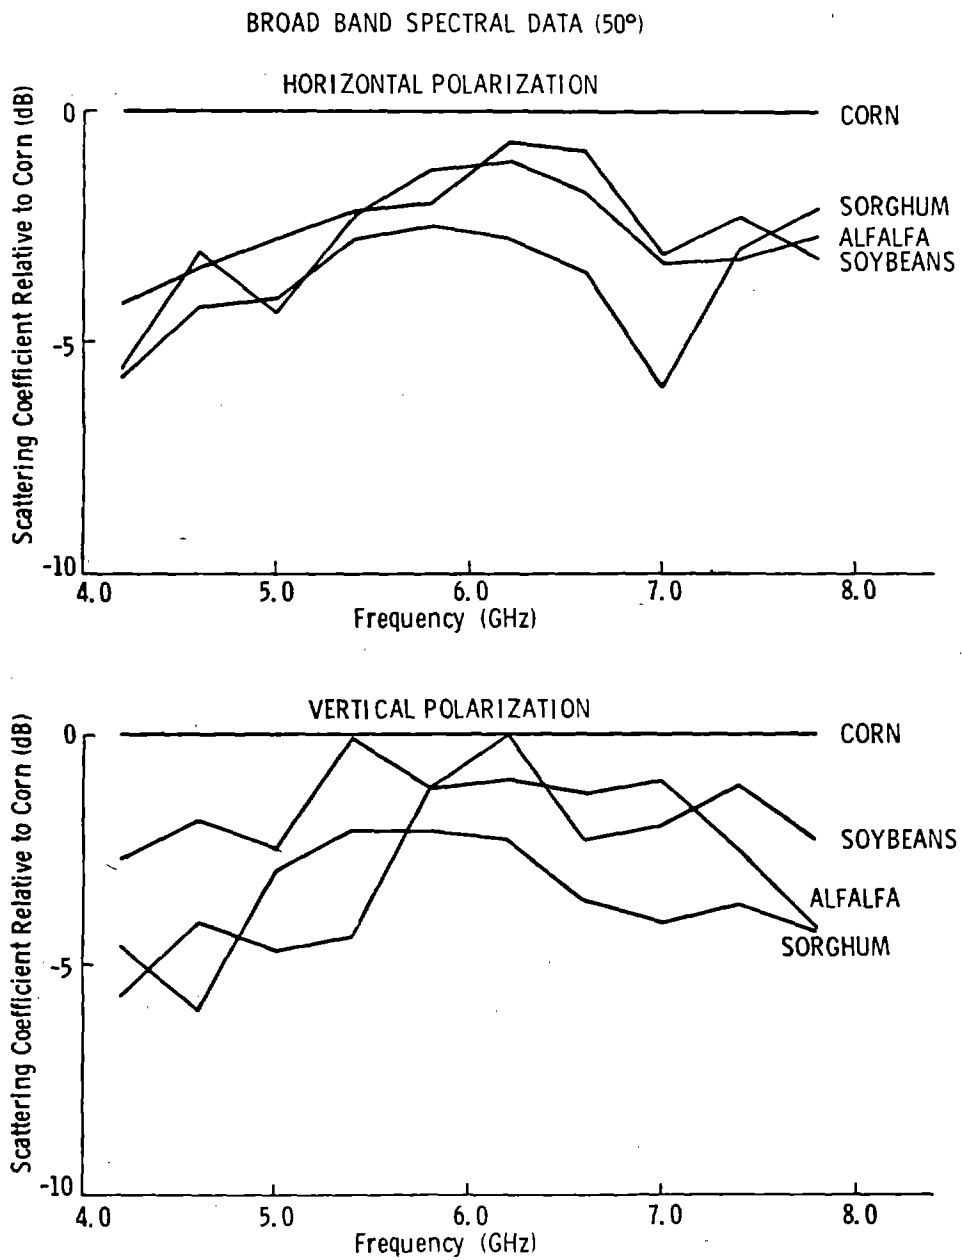 BROAD BAND SPECTRAL DATA (50°)
HORIZONTAL POLARIZATION
Scattering Coefficient Relative to Corn (dB)
0
-5
-10
CORN
SORGHUM
ALFALFA
SOYBEANS
4.0 5.0 6.0 7.0 8.0
Frequency (GHz)
VERTICAL POLARIZATION
Scattering Coefficient Relative to Corn (dB)
0
-5
-10
CORN
SOYBEANS
ALFALFA
SORGHUM
4.0 5.0 6.0 7.0 8.0
Frequency (GHz)